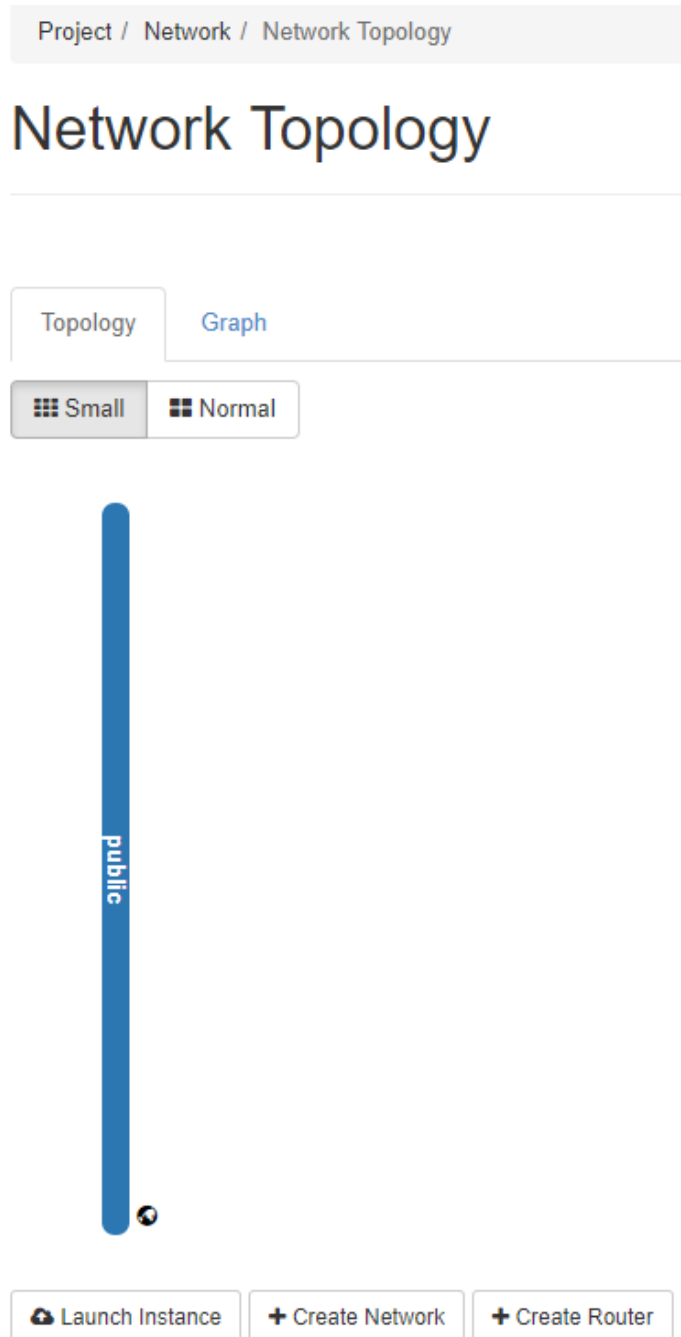 Project / Network / Network Topology
Network Topology
Topology Graph
Small Normal
public
Launch Instance + Create Network + Create Router